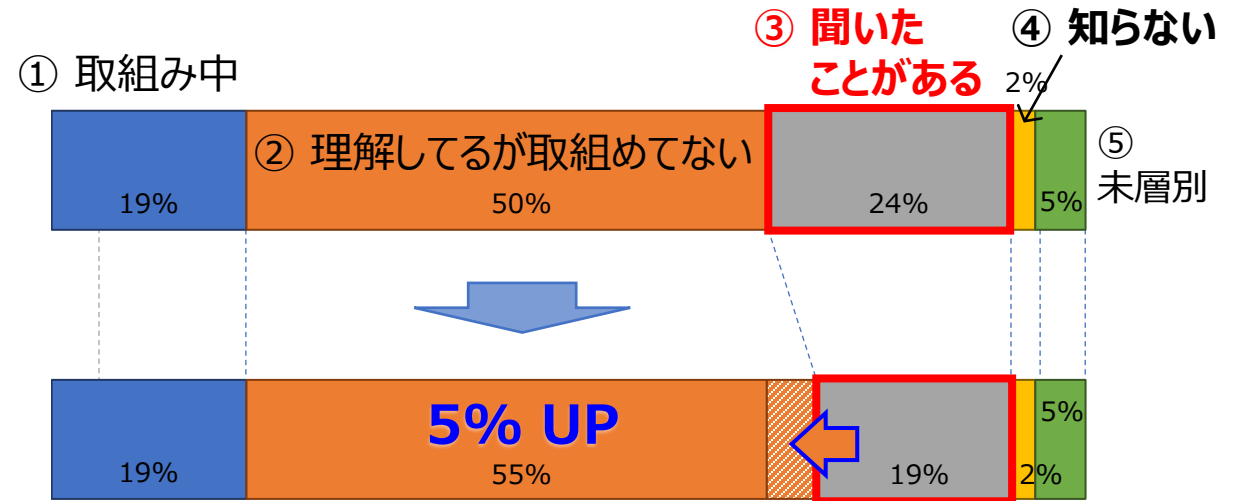 ① 取組み中
② 理解してるが取組めてない
③ 聞いた
ことがある
④ 知らない
⑤
未層別
19%
50%
24%
2%
5%
5% UP
19%
55%
19%
2%
5%